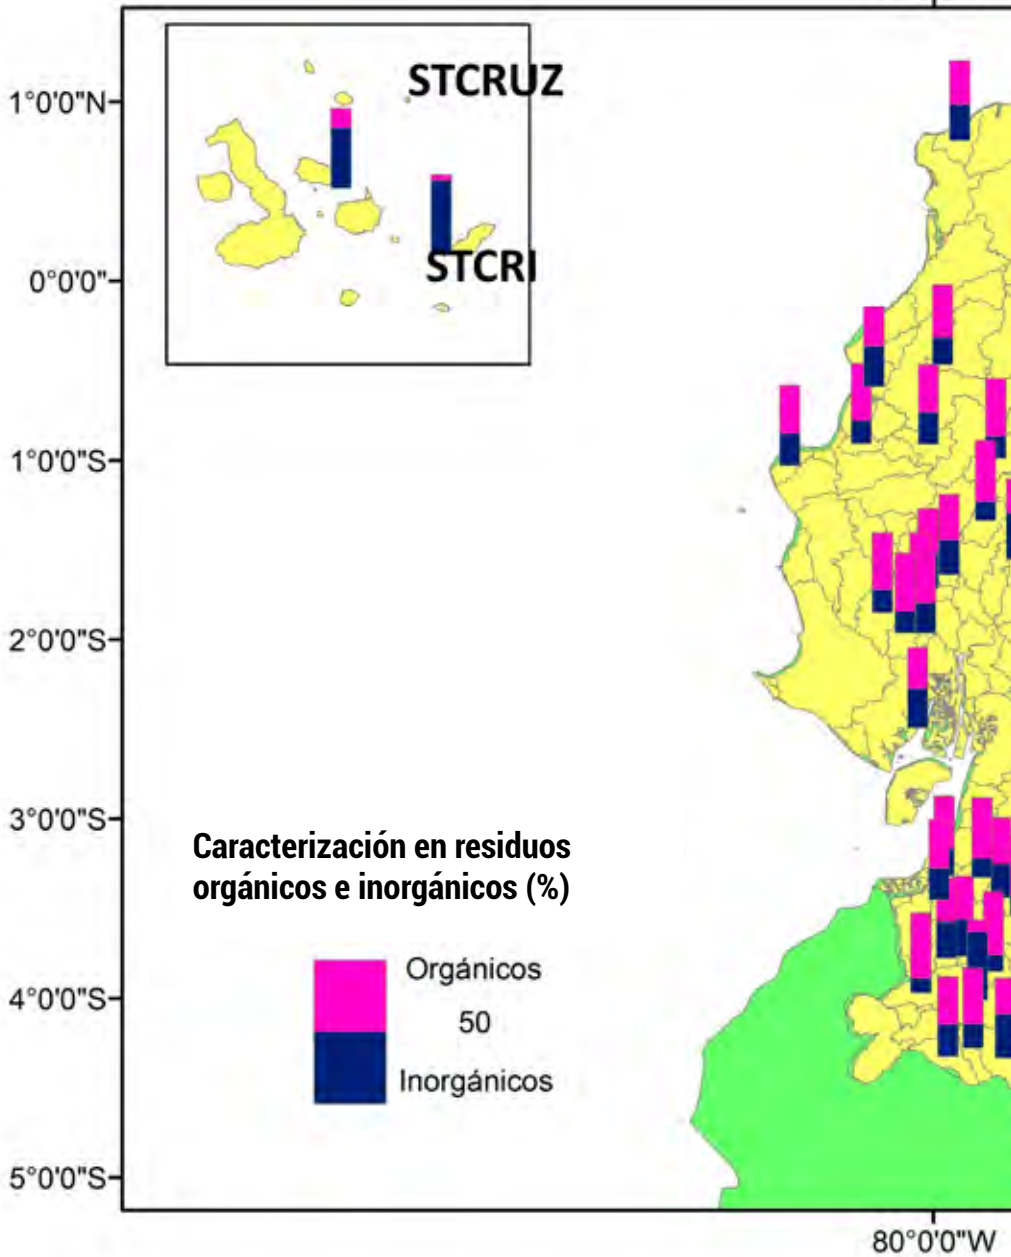 STCRUZ
1°0'0"N
STCRI
0°0'0"
1°0'0"S
2°0'0"S
3°0'0"S
Caracterización en residuos
orgánicos e inorgánicos (%)
Orgánicos
50
Inorgánicos
4°0'0"S
5°0'0"S
80°0'0"W